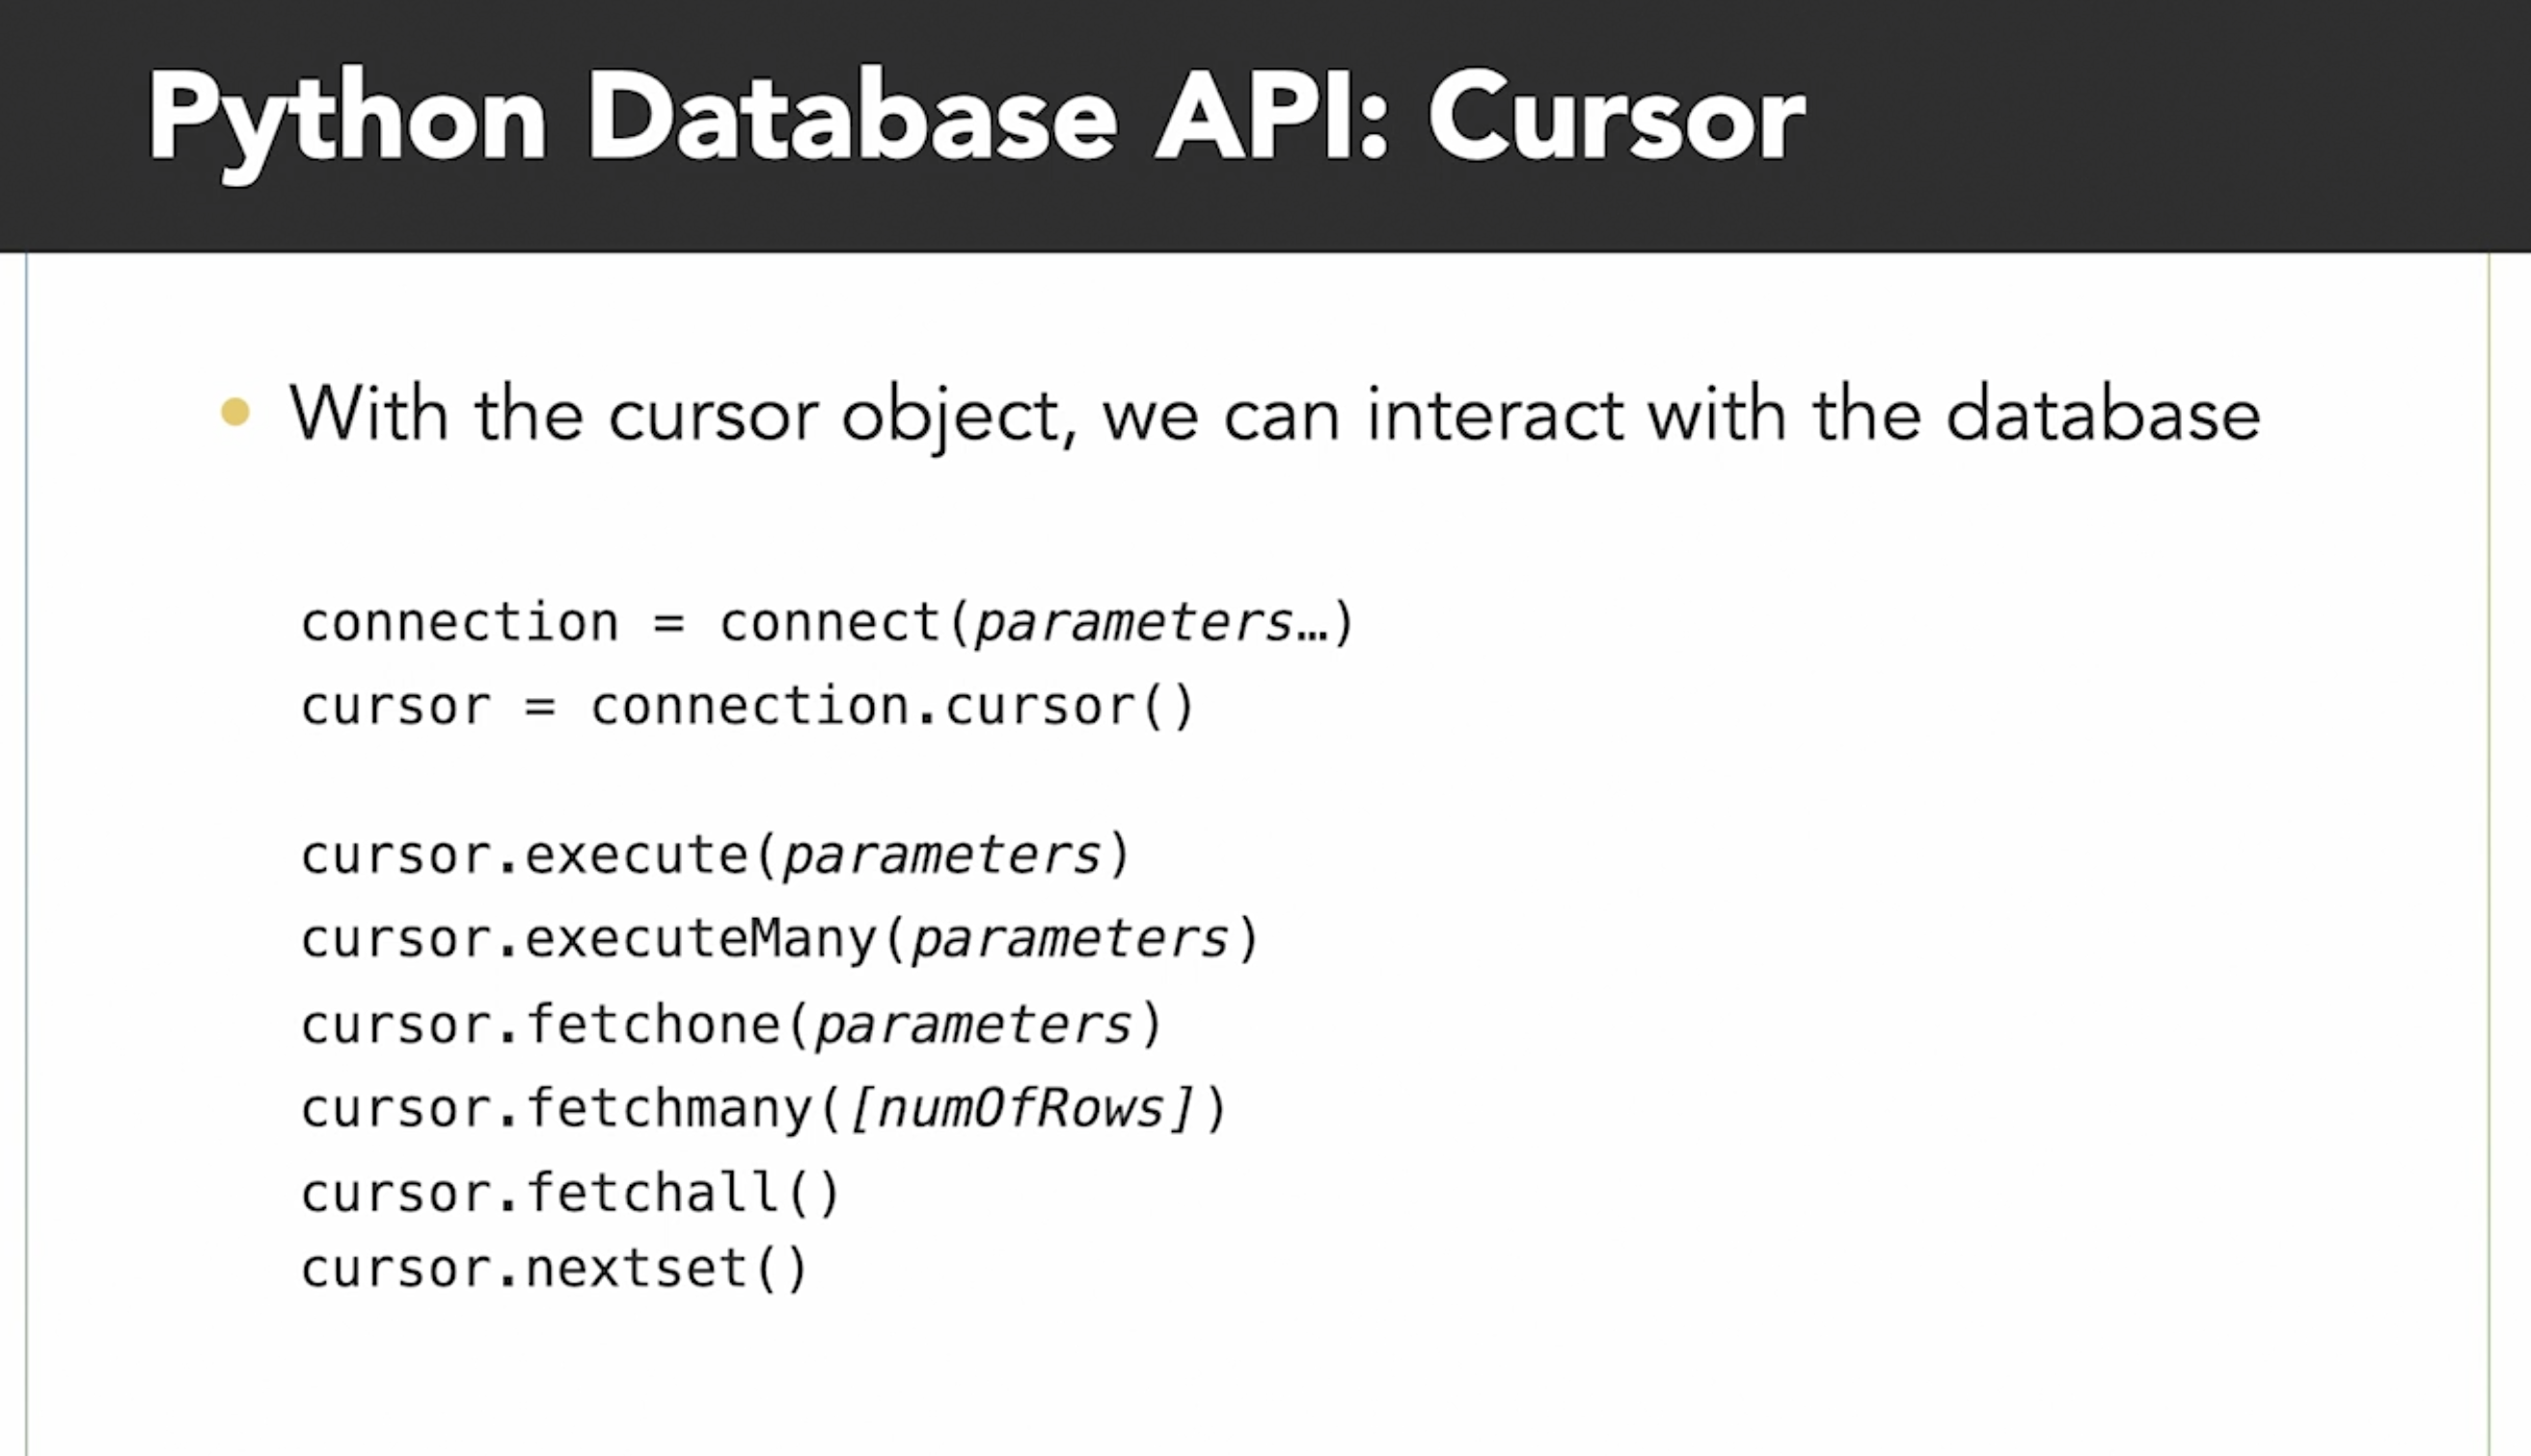 Python Database API: Cursor
• With the cursor object, we can interact with the database
connection = connect(parameters…)
cursor = connection.cursor()
cursor.execute(parameters)
cursor.executeMany(parameters)
cursor.fetchone(parameters)
cursor.fetchmany([numOfRows])
cursor.fetchall()
cursor.nextset()